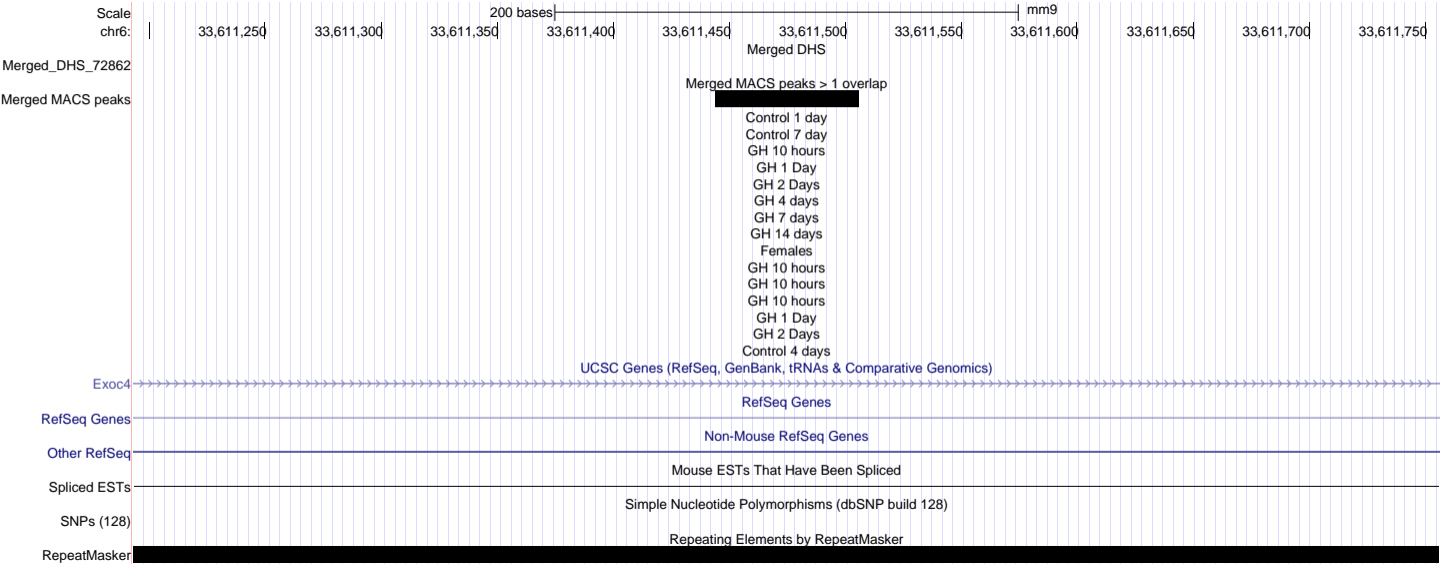 Scale 200 bases mm9
chr6: 33,611,250 33,611,300 33,611,350 33,611,400 33,611,450 33,611,500 33,611,550 33,611,600 33,611,650 33,611,700 33,611,750
Merged DHS
Merged_DHS_72862
Merged MACS peaks > 1 overlap
Merged MACS peaks
Control 1 day
Control 7 day
GH 10 hours
GH 1 Day
GH 2 Days
GH 4 days
GH 7 days
GH 14 days
Females
GH 10 hours
GH 10 hours
GH 10 hours
GH 1 Day
GH 2 Days
Control 4 days
UCSC Genes (RefSeq, GenBank, tRNAs & Comparative Genomics)
Exoc4
RefSeq Genes
RefSeq Genes
Non-Mouse RefSeq Genes
Other RefSeq
Mouse ESTs That Have Been Spliced
Spliced ESTs
Simple Nucleotide Polymorphisms (dbSNP build 128)
SNPs (128)
Repeating Elements by RepeatMasker
RepeatMasker